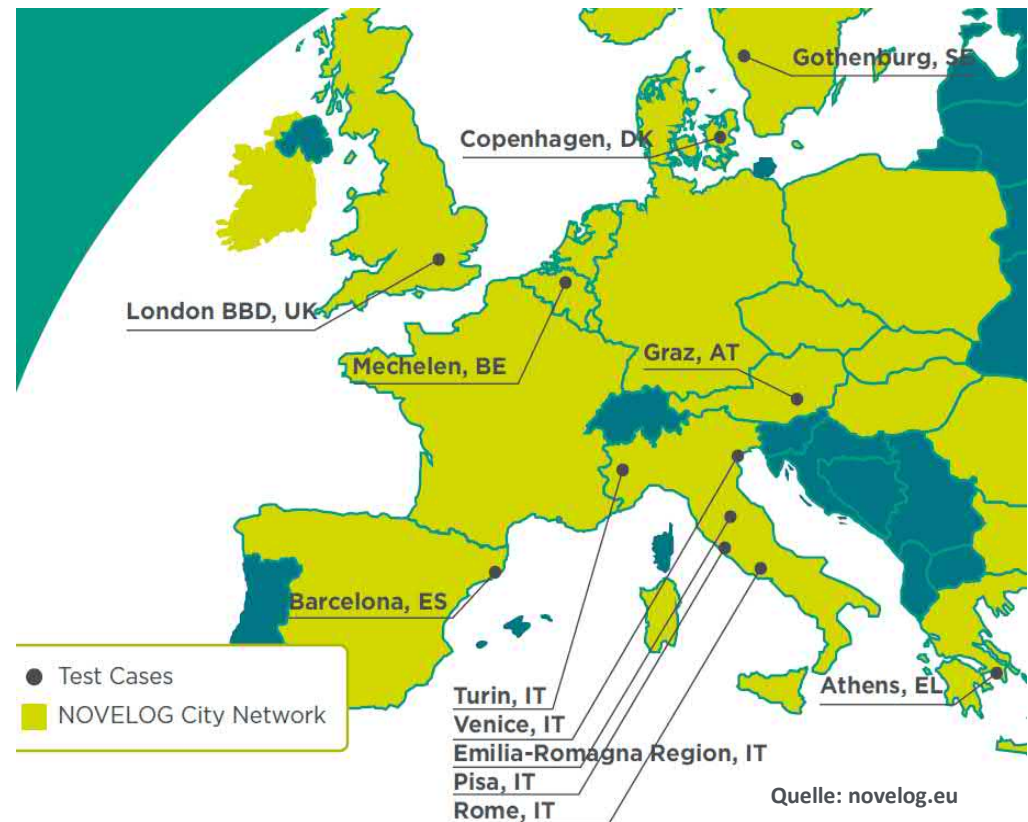 Gothenburg, SE
Copenhagen, DK
London BBD, UK
Mechelen, BE
Graz, AT
Barcelona, ES
Test Cases
NOVELOG City Network
Turin, IT
Venice, IT
Emilia-Romagna Region, IT
Pisa, IT
Rome, IT
Athens, EL
Quelle: novelog.eu